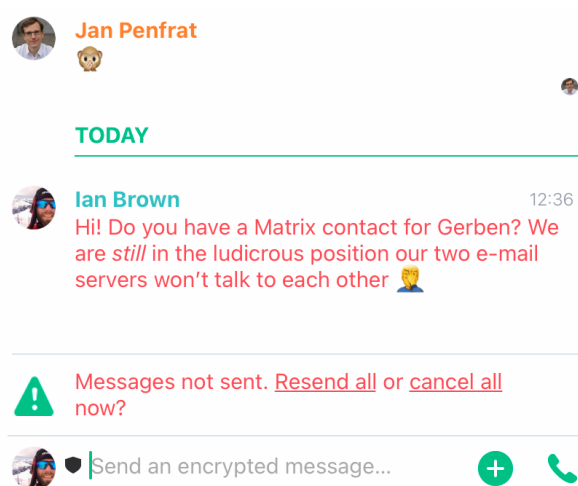 Jan Penfrat
🙊
TODAY
Ian Brown 12:36
Hi! Do you have a Matrix contact for Gerben? We
are still in the ludicrous position our two e-mail
servers won’t talk to each other 🤦‍♂️
Messages not sent. Resend all or cancel all
now?
Send an encrypted message...